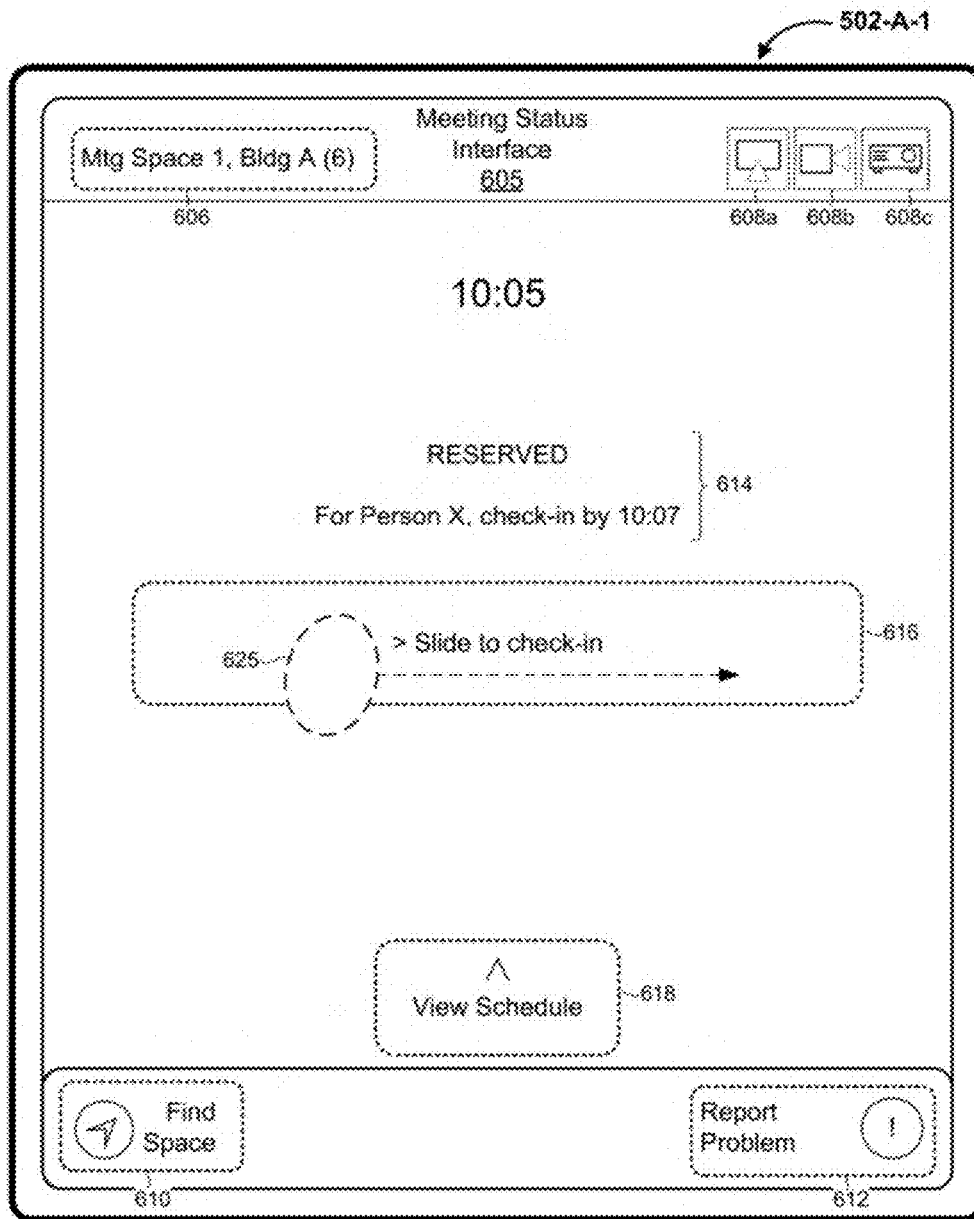 502-A-1
Mtg Space 1, Bldg A (6)
Meeting Status
Interface
605
606
608a
608b
608c
10:05
RESERVED
For Person X, check-in by 10:07
614
> Slide to check-in
616
625
View Schedule
618
Find
Space
610
Report
Problem
!
612